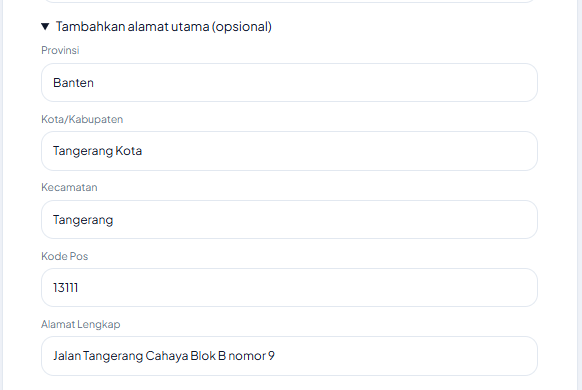 Tambahkan alamat utama (opsional)
Provinsi
Banten
Kota/Kabupaten
Tangerang Kota
Kecamatan
Tangerang
Kode Pos
13111
Alamat Lengkap
Jalan Tangerang Cahaya Blok B nomor 9